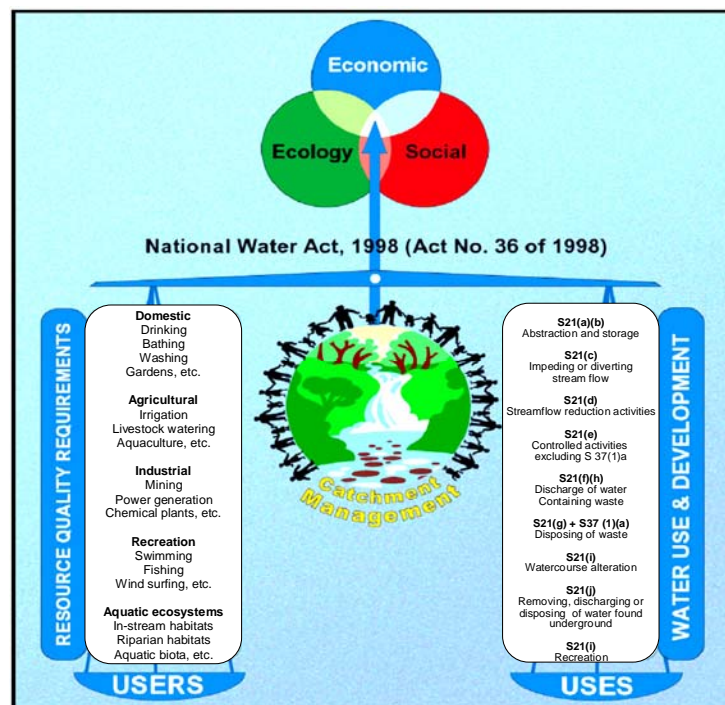 Economic
Ecology
Social
National Water Act, 1998 (Act No. 36 of 1998)
RESOURCE QUALITY REQUIREMENTS
Domestic
Drinking
Bathing
Washing
Gardens, etc.
Agricultural
Irrigation
Livestock watering
Aquaculture, etc.
Industrial
Mining
Power generation
Chemical plants, etc.
Recreation
Swimming
Fishing
Wind surfing, etc.
Aquatic ecosystems
In-stream habitats
Riparian habitats
Aquatic biota, etc.
USERS
Catchment
Management
S21(a)(b)
Abstraction and storage
S21(c)
Impeding or diverting
stream flow
S21(d)
Streamflow reduction activities
S21(e)
Controlled activities
excluding S 37(1)a
S21(f)(h)
Discharge of water
Containing waste
S21(g) + S37 (1)(a)
Disposing of waste
S21(i)
Watercourse alteration
S21(j)
Removing, discharging or
disposing of water found
underground
S21(i)
Recreation
WATER USE & DEVELOPMENT
USES